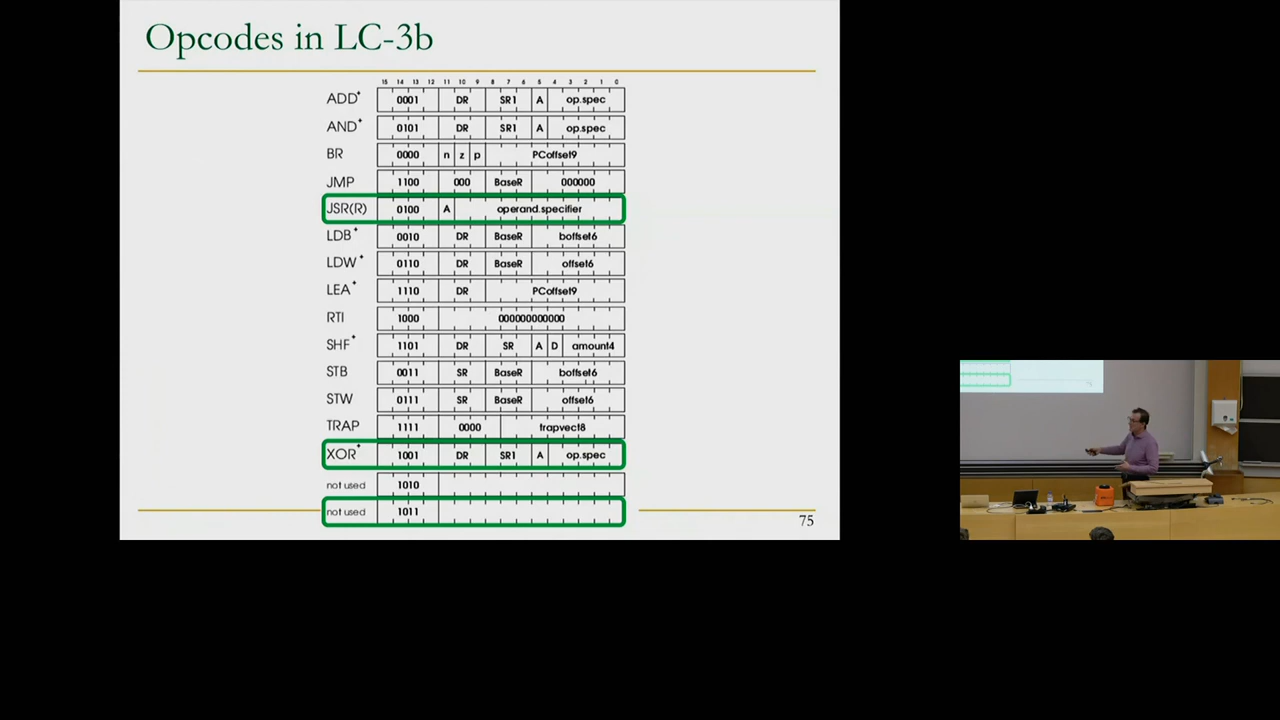 Opcodes in LC-3b
15 14 13 12 11 10 9 8 7 6 5 4 3 2 1 0
ADD+ 0001 DR SR1 A op.spec
AND+ 0101 DR SR1 A op.spec
BR 0000 n z p PCoffset9
JMP 1100 000 BaseR 000000
JSR(R) 0100 A operand.specifier
LDB+ 0010 DR BaseR boffset6
LDW+ 0110 DR BaseR offset6
LEA+ 1110 DR PCoffset9
RTI 1000 000000000000
SHF+ 1101 DR SR A D amount4
STB 0011 SR BaseR boffset6
STW 0111 SR BaseR offset6
TRAP 1111 0000 trapvect8
XOR+ 1001 DR SR1 A op.spec
not used 1010
not used 1011
75